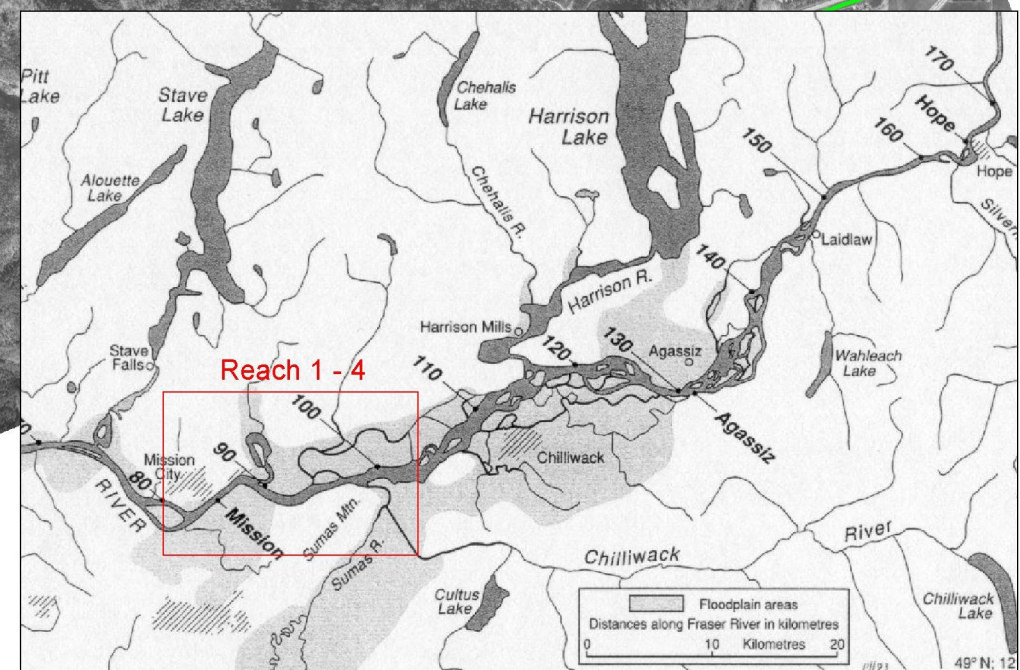 Pitt
Lake
Stave
Lake
Chehalis
Lake
Harrison
Lake
170
Hope
160
150
Hope
Alouette
Lake
Chehalis R.
Laidlaw
140
Harrison R.
Harrison Mills
Stave
Falls
120
130
Agassiz
Wahleach
Lake
Reach 1 - 4
110
100
Agassiz
Mission
City
90
80
Chilliwack
RIVER
Mission
Sumas Mtn.
Sumas R.
Chilliwack
River
Cultus
Lake
Chilliwack
Lake
Floodplain areas
Distances along Fraser River in kilometres
0 10 Kilometres 20
49° N: 12